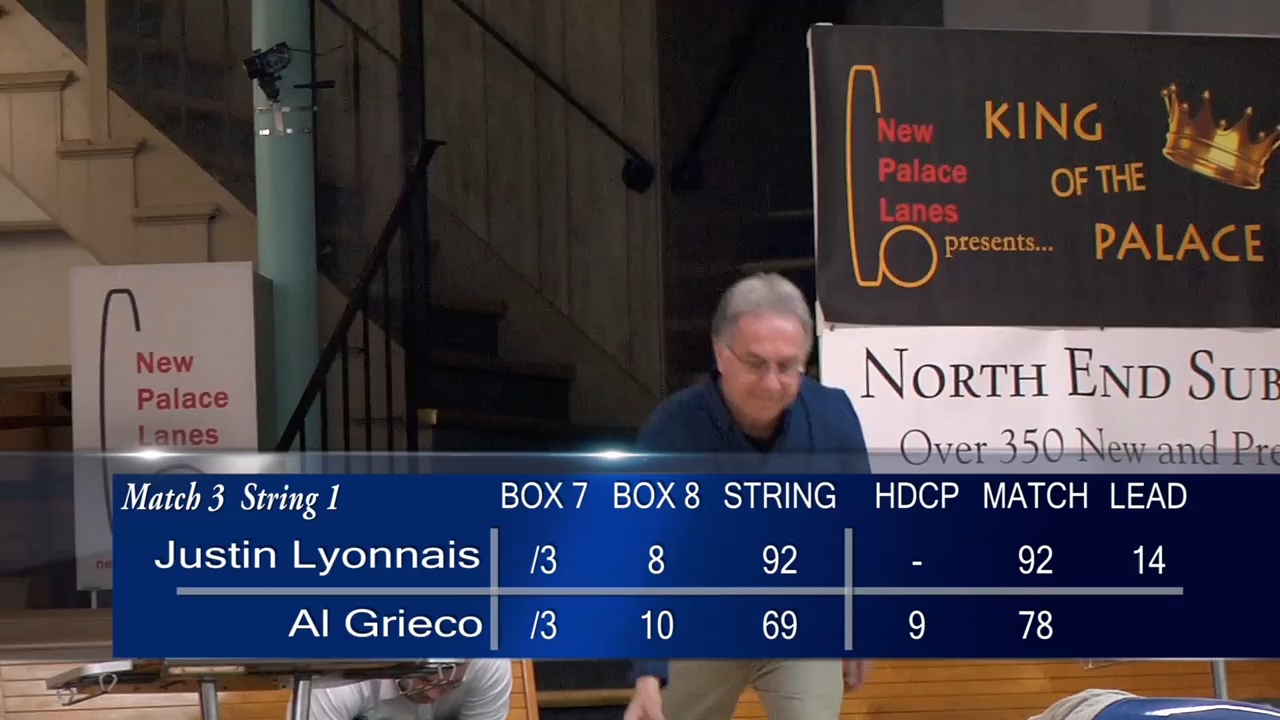 New
Palace
Lanes
presents...
KING
OF THE
PALACE
North End Sub
Over 350 New and Pre
New
Palace
Lanes
ne
Match 3 String 1 BOX 7 BOX 8 STRING HDCP MATCH LEAD
Justin Lyonnais /3 8 92 - 92 14
Al Grieco /3 10 69 9 78